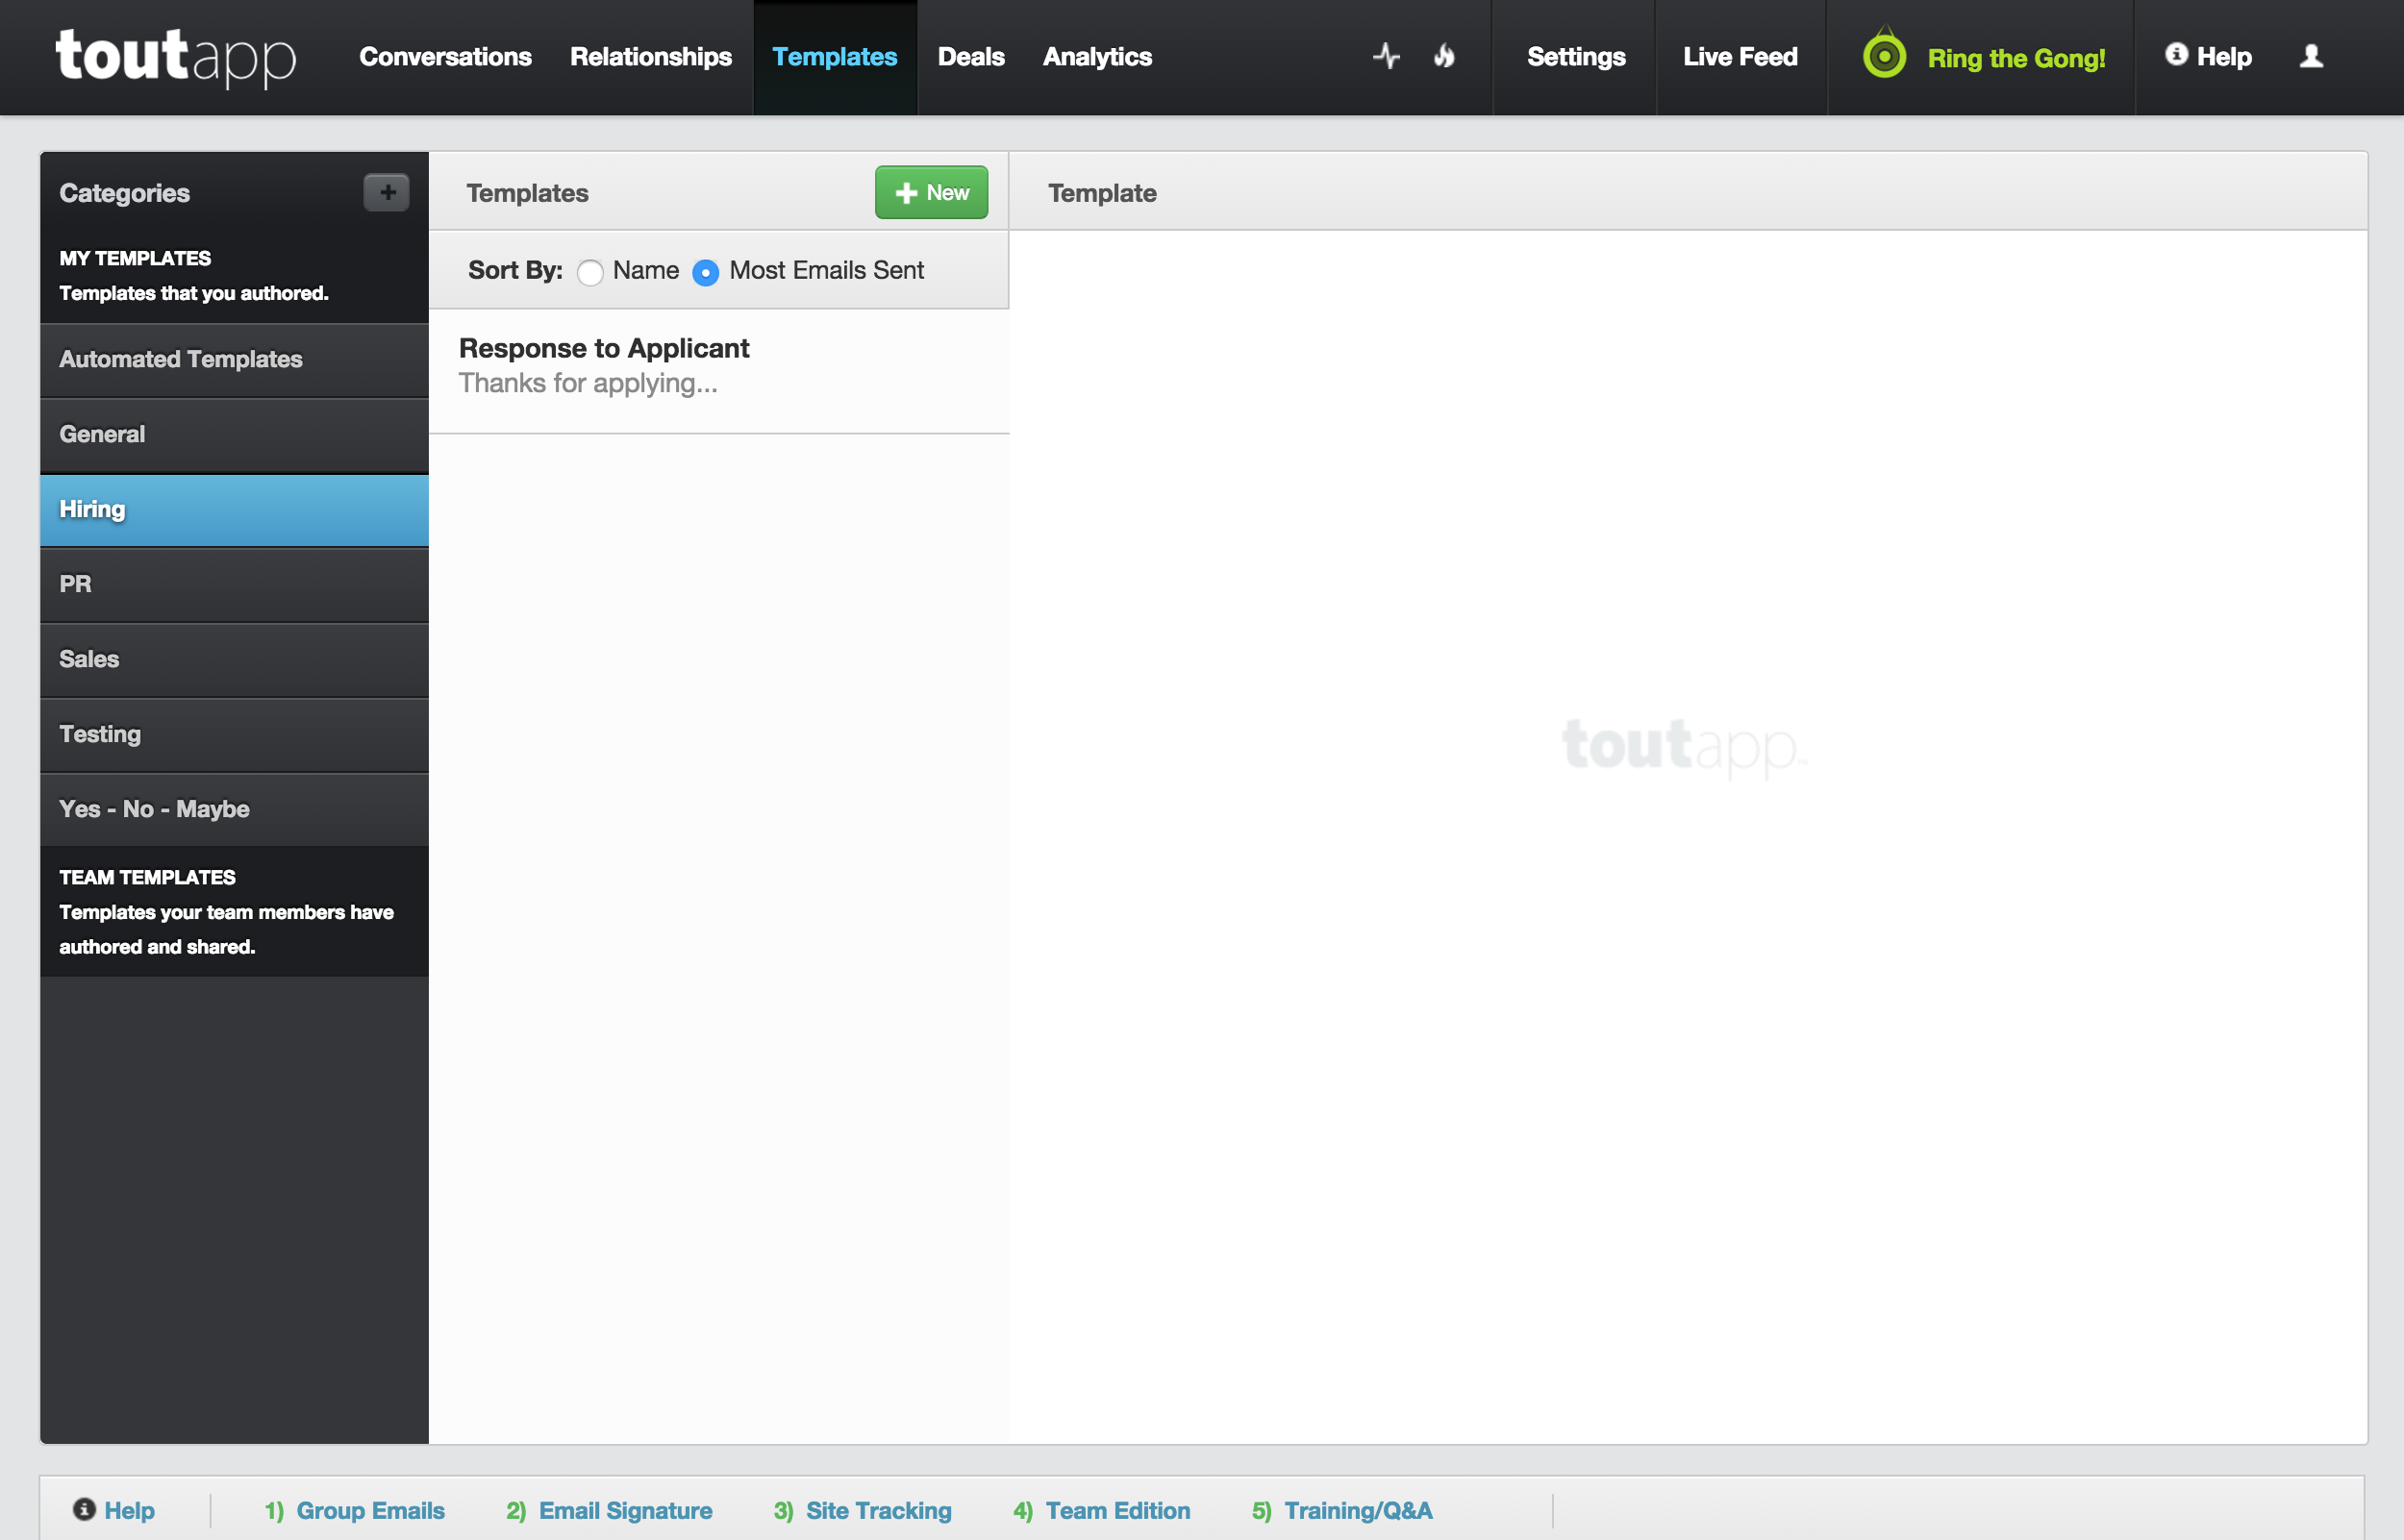 toutapp Conversations Relationships Templates Deals Analytics Settings Live Feed Ring the Gong! Help
Categories
MY TEMPLATES
Templates that you authored.
Automated Templates
General
Hiring
PR
Sales
Testing
Yes - No - Maybe
TEAM TEMPLATES
Templates your team members have
authored and shared.
Templates
New
Sort By: Name Most Emails Sent
Response to Applicant
Thanks for applying...
Template
toutapp™
Help 1) Group Emails 2) Email Signature 3) Site Tracking 4) Team Edition 5) Training/Q&A